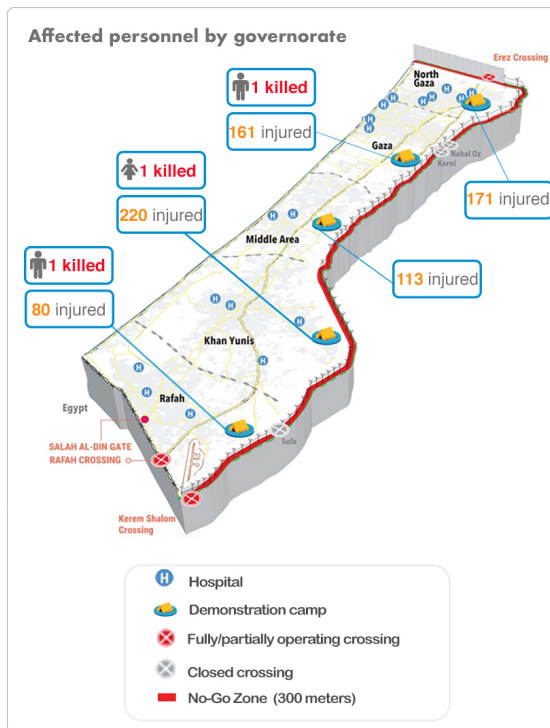 Affected personnel by governorate
Erez Crossing
North
Gaza
1 killed
161 injured
Gaza
Nahal Oz
Karni
1 killed
171 injured
220 injured
Middle Area
1 killed
113 injured
80 injured
Khan Yunis
Rafah
Egypt
SALAH AL-DIN GATE
RAFAH CROSSING
Sufa
Kerem Shalom
Crossing
H Hospital
Demonstration camp
Fully/partially operating crossing
Closed crossing
No-Go Zone (300 meters)